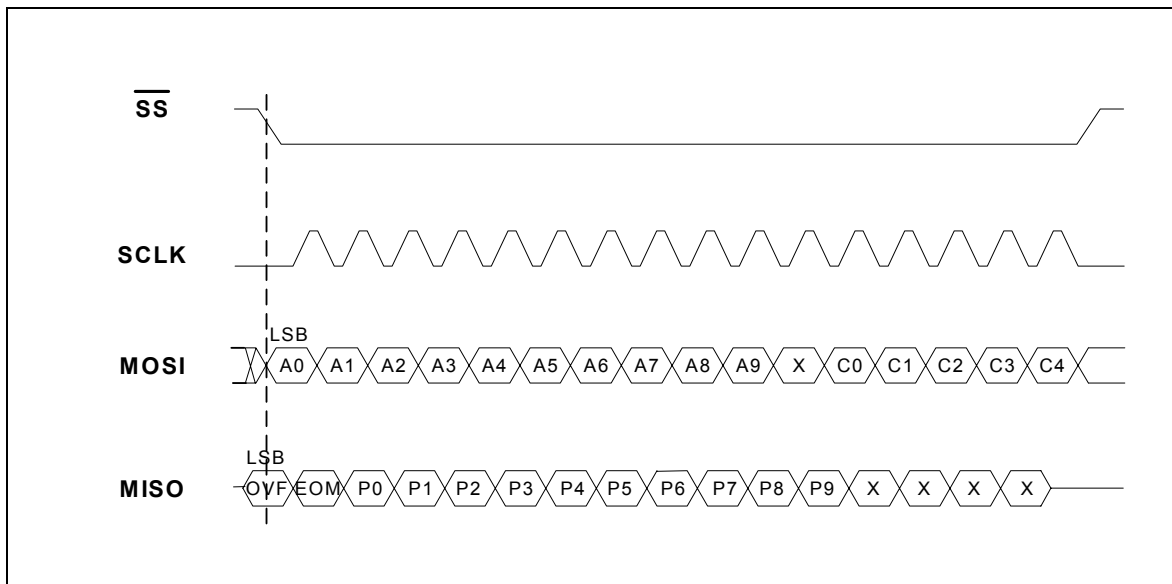 SS
SCLK
LSB
MOSI A0 A1 A2 A3 A4 A5 A6 A7 A8 A9 X C0 C1 C2 C3 C4
LSB
MISO OVF EOM P0 P1 P2 P3 P4 P5 P6 P7 P8 P9 X X X X